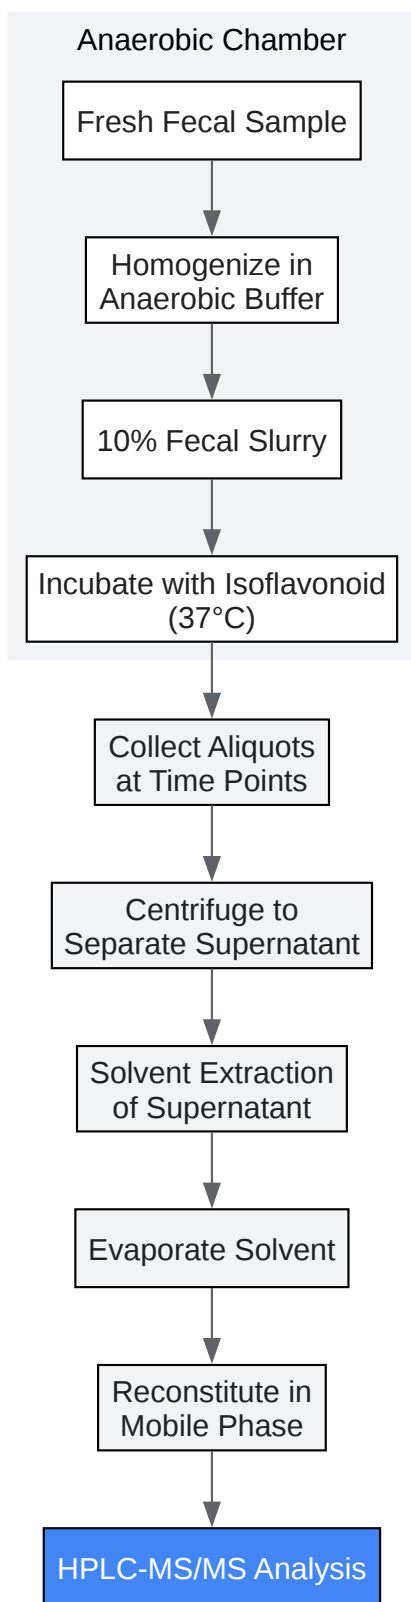 Anaerobic Chamber
Fresh Fecal Sample
Homogenize in
Anaerobic Buffer
10% Fecal Slurry
Incubate with Isoflavonoid
(37°C)
Collect Aliquots
at Time Points
Centrifuge to
Separate Supernatant
Solvent Extraction
of Supernatant
Evaporate Solvent
Reconstitute in
Mobile Phase
HPLC-MS/MS Analysis